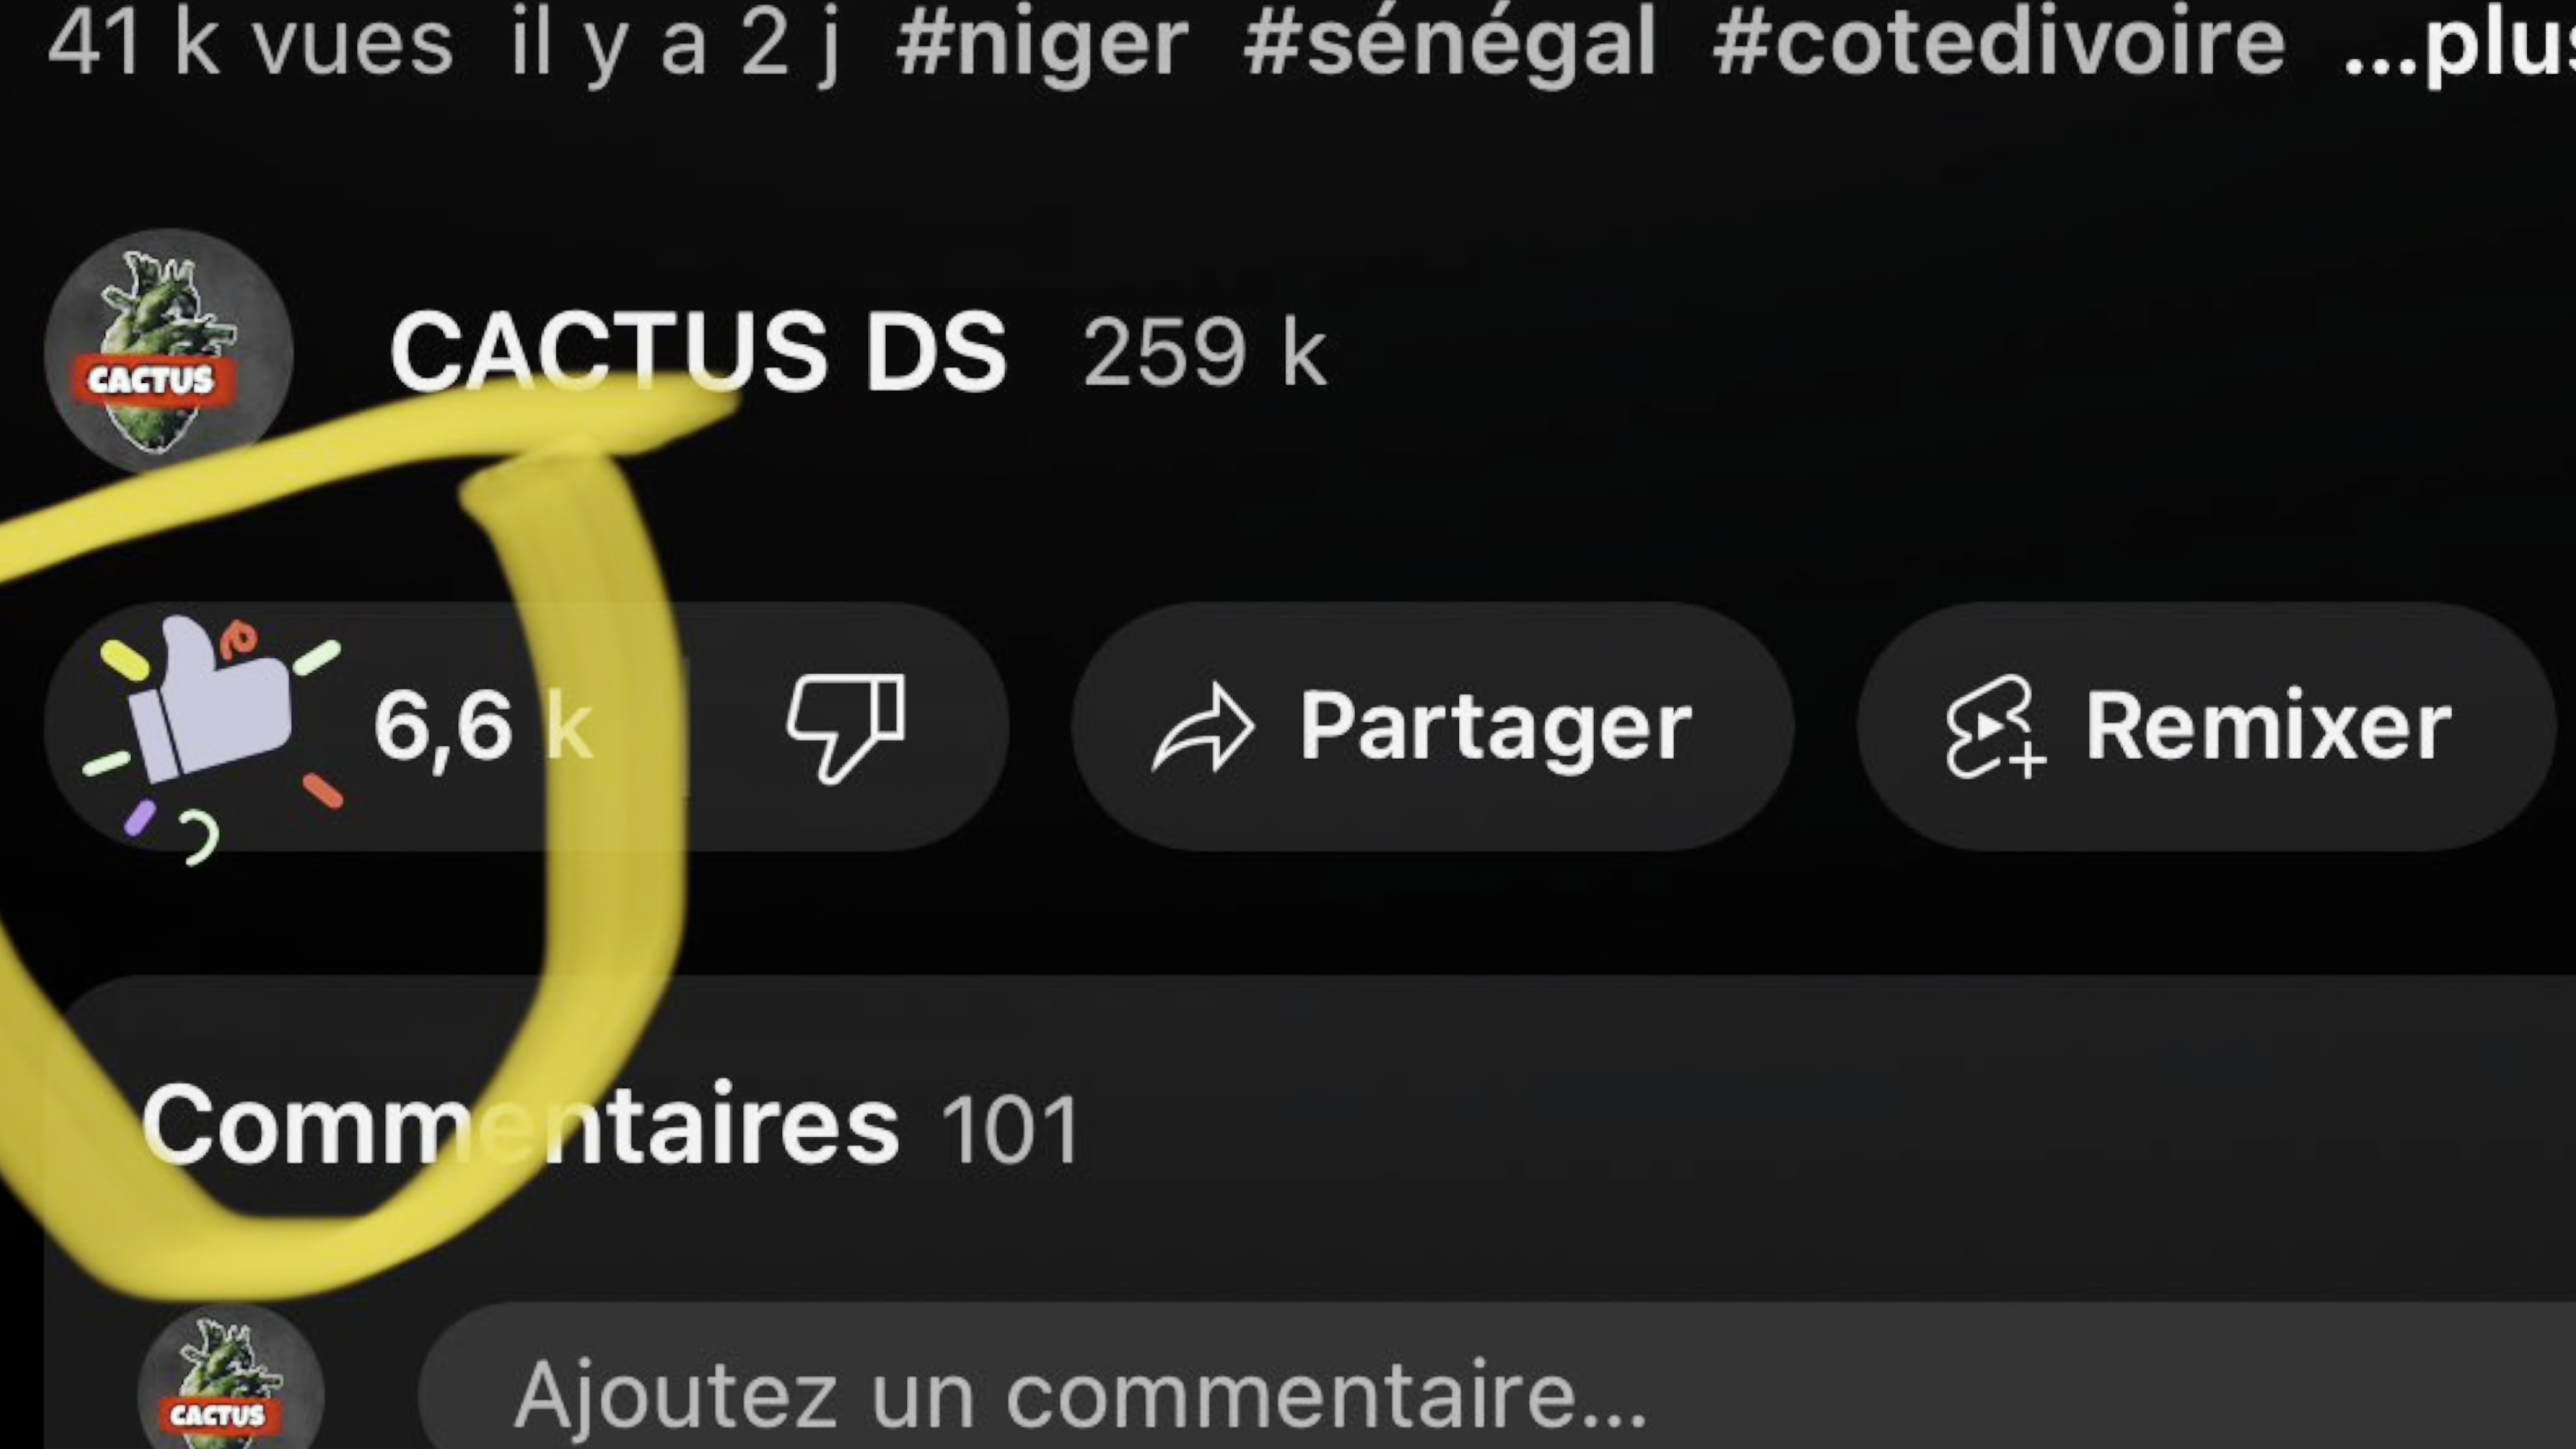 41 k vues il y a 2 j #niger #sénégal #cotedivoire ...plus
CACTUS
CACTUS DS 259 k
6,6 k
Partager
Remixer
Commentaires 101
CACTUS
Ajoutez un commentaire...